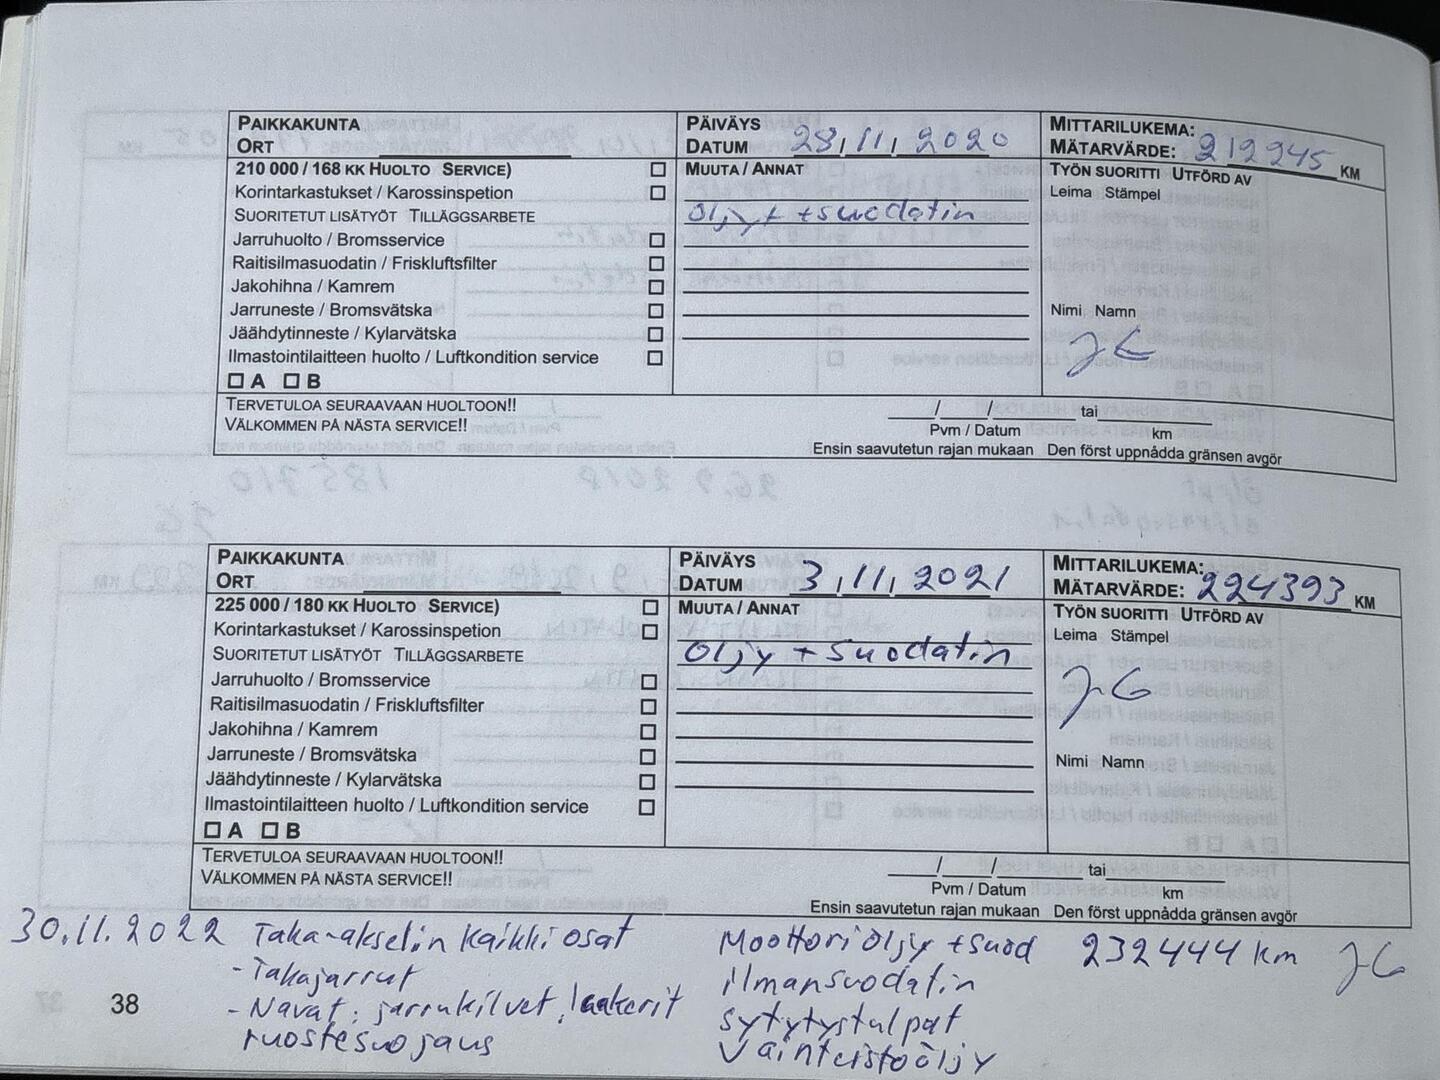 PAIKKAKUNTA
ORT
PÄIVÄYS
DATUM 28,11, 2020
MITTARILUKEMA:
MÄTARVÄRDE: 212245 KM
210 000 / 168 KK HUOLTO SERVICE)
MUUTA / ANNAT
TYÖN SUORITTI UTFÖRD AV
Korintarkastukset / Karossinspetion
Leima Stämpel
SUORITETUT LISÄTYÖT TILLÄGGSARBETE
öljy + suodatin
Jarruhuolto / Bromsservice
Raitisilmasuodatin / Friskluftsfilter
Jakohihna / Kamrem
Jarruneste / Bromsvätska
Nimi Namn
Jäähdytinneste / Kylarvätska
JG
Ilmastointilaitteen huolto / Luftkondition service
A B
TERVETULOA SEURAAVAAN HUOLTOON!!
VÄLKOMMEN PÅ NÄSTA SERVICE!!
/ / tai
Pvm / Datum km
Ensin saavutetun rajan mukaan Den först uppnådda gränsen avgör
PAIKKAKUNTA
ORT
PÄIVÄYS
DATUM 3,11, 2021
MITTARILUKEMA:
MÄTARVÄRDE: 224393 KM
225 000 / 180 KK HUOLTO SERVICE)
MUUTA / ANNAT
TYÖN SUORITTI UTFÖRD AV
Korintarkastukset / Karossinspetion
Leima Stämpel
SUORITETUT LISÄTYÖT TILLÄGGSARBETE
öljy + suodatin
Jarruhuolto / Bromsservice
JG
Raitisilmasuodatin / Friskluftsfilter
Jakohihna / Kamrem
Jarruneste / Bromsvätska
Nimi Namn
Jäähdytinneste / Kylarvätska
Ilmastointilaitteen huolto / Luftkondition service
A B
TERVETULOA SEURAAVAAN HUOLTOON!!
VÄLKOMMEN PÅ NÄSTA SERVICE!!
/ / tai
Pvm / Datum km
Ensin saavutetun rajan mukaan Den först uppnådda gränsen avgör
30.11.2022 Taka-akselin kaikki osat
- Takajarrut
- Navat, jarrukilvet, laakerit
ruostesuojaus
Moottoriöljy + suod 232444 km JG
ilmansuodatin
sytytystulpat
Vaihteistoöljy
38